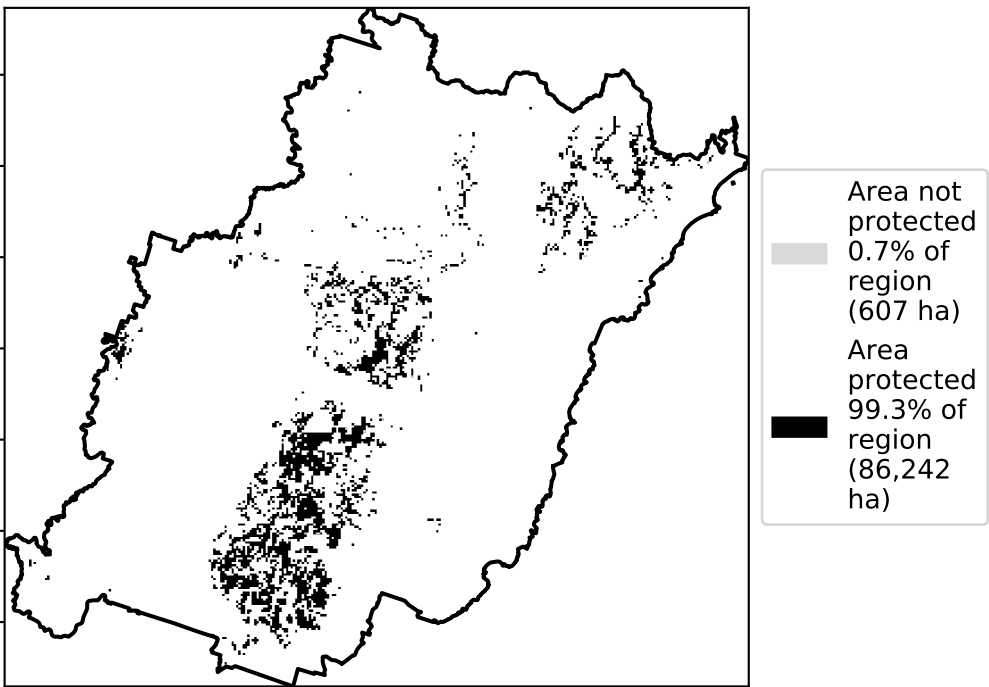 Area not
protected
0.7% of
region
(607 ha)
Area
protected
99.3% of
region
(86,242
ha)